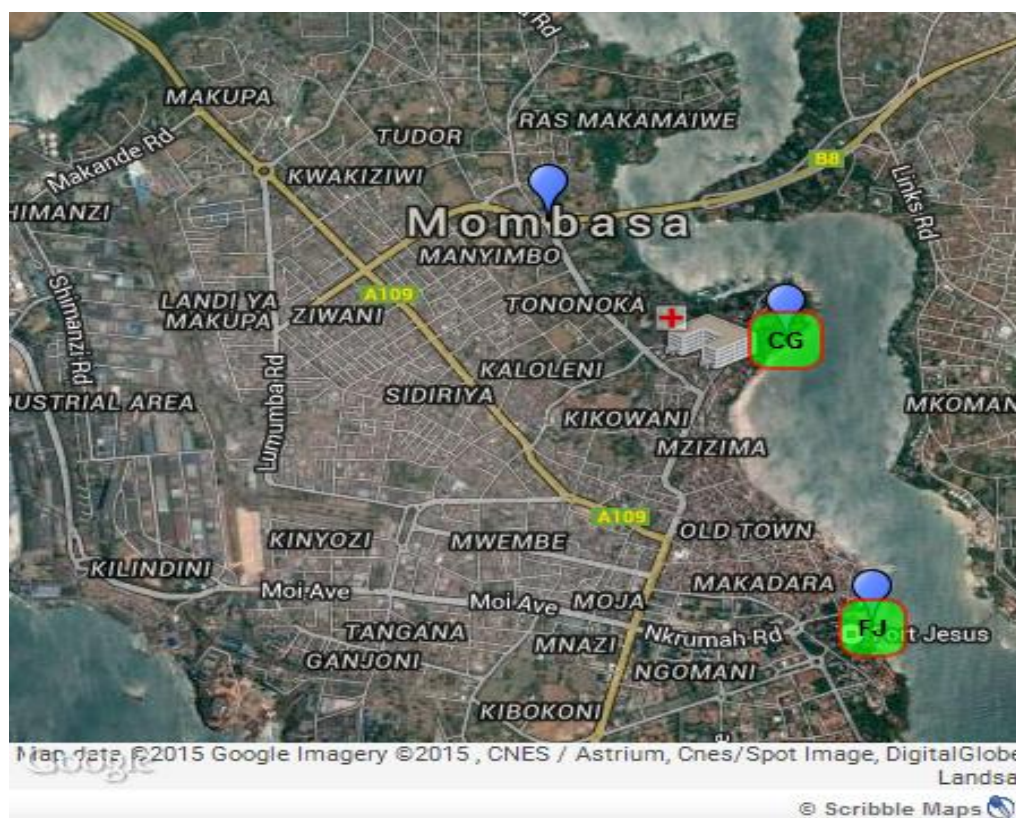 Rd
MAKUPA
RAS MAKAMAIWE
TUDOR
Makande Rd
B8
KWAKIZIWI
Links Rd
HIMANZI
Mombasa
MANYIMBO
Shimanzi Rd
LANDI YA
MAKUPA
ZIWANI
A109
TONONOKA
CG
KALOLENI
SIDIRIYA
DUSTRIAL AREA
MKOMAN
KIKOWANI
Lumumba Rd
MZIZIMA
A109
OLD TOWN
KINYOZI
MWEMBE
KILINDINI
MAKADARA
Moi Ave
Moi Ave
MOJA
FJ
Fort Jesus
TANGANA
MNAZI
Nkrumah Rd
GANJONI
NGOMANI
KIBOKONI
Map data ©2015 Google Imagery ©2015 , CNES / Astrium, Cnes/Spot Image, DigitalGlobe
Google
Landsa
© Scribble Maps